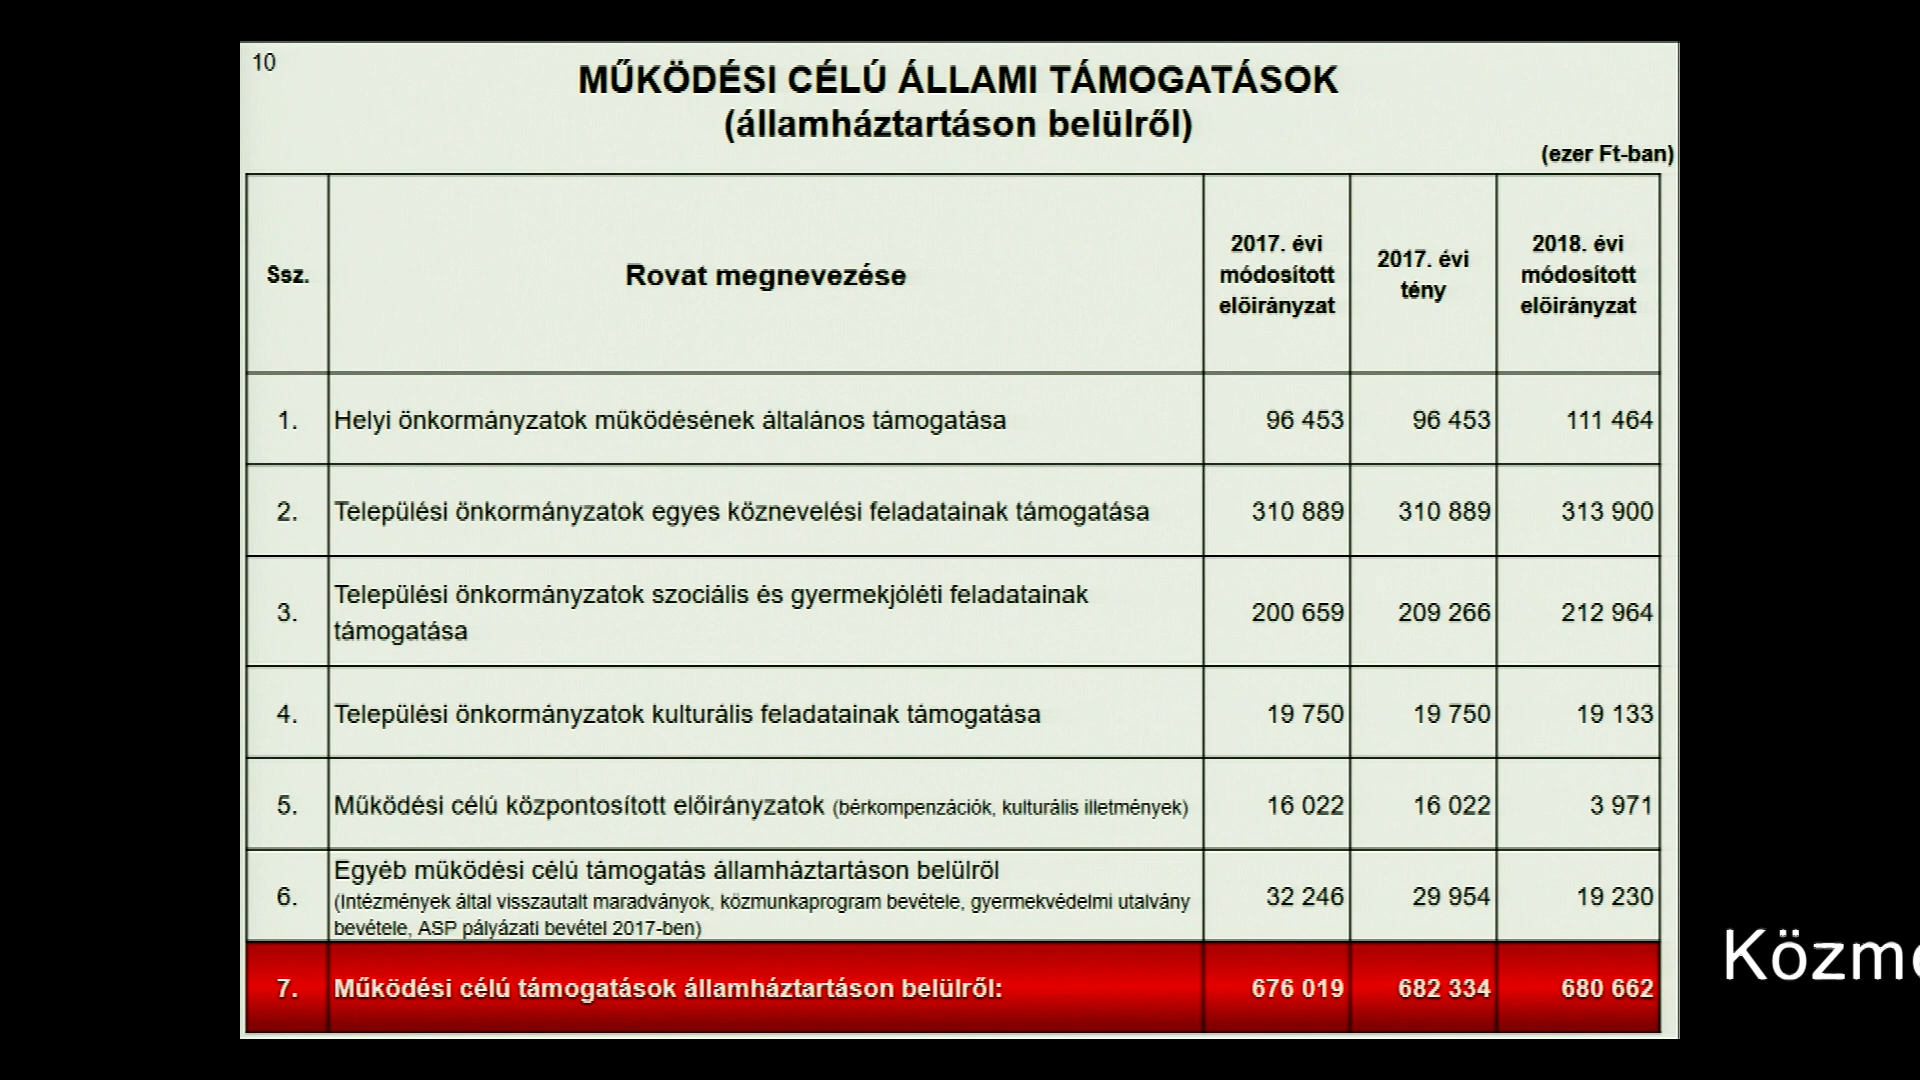 10
MŰKÖDÉSI CÉLÚ ÁLLAMI TÁMOGATÁSOK
(államháztartáson belülről)
(ezer Ft-ban)
Ssz. Rovat megnevezése 2017. évi módosított előirányzat 2017. évi tény 2018. évi módosított előirányzat
1. Helyi önkormányzatok működésének általános támogatása 96 453 96 453 111 464
2. Települési önkormányzatok egyes köznevelési feladatainak támogatása 310 889 310 889 313 900
3. Települési önkormányzatok szociális és gyermekjóléti feladatainak
támogatása 200 659 209 266 212 964
4. Települési önkormányzatok kulturális feladatainak támogatása 19 750 19 750 19 133
5. Működési célú központosított előirányzatok (bérkompenzációk, kulturális illetmények) 16 022 16 022 3 971
6. Egyéb működési célú támogatás államháztartáson belülről
(Intézmények által visszautalt maradványok, közmunkaprogram bevétele, gyermekvédelmi utalvány
bevétele, ASP pályázati bevétel 2017-ben) 32 246 29 954 19 230
7. Működési célú támogatások államháztartáson belülről: 676 019 682 334 680 662